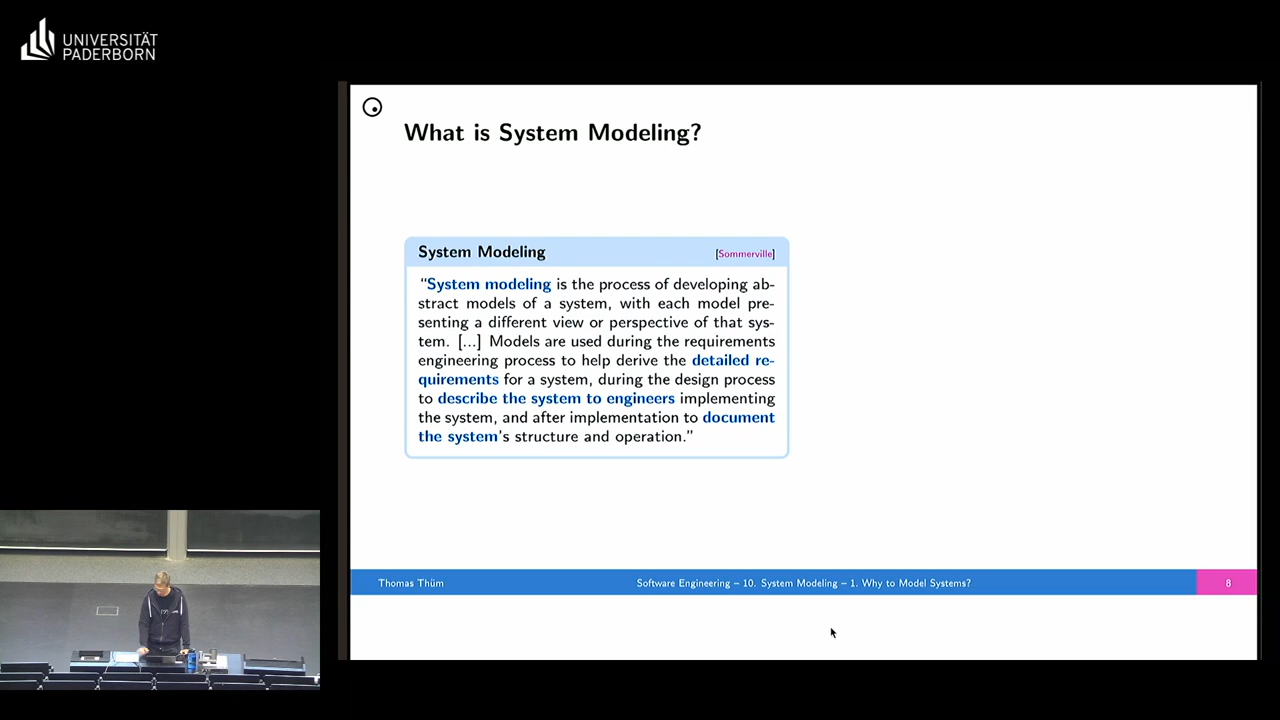 UNIVERSITÄT
PADERBORN
What is System Modeling?
System Modeling [Sommerville]
“System modeling is the process of developing ab-
stract models of a system, with each model pre-
senting a different view or perspective of that sys-
tem. [...] Models are used during the requirements
engineering process to help derive the detailed re-
quirements for a system, during the design process
to describe the system to engineers implementing
the system, and after implementation to document
the system’s structure and operation.”
Thomas Thüm Software Engineering – 10. System Modeling – 1. Why to Model Systems? 8